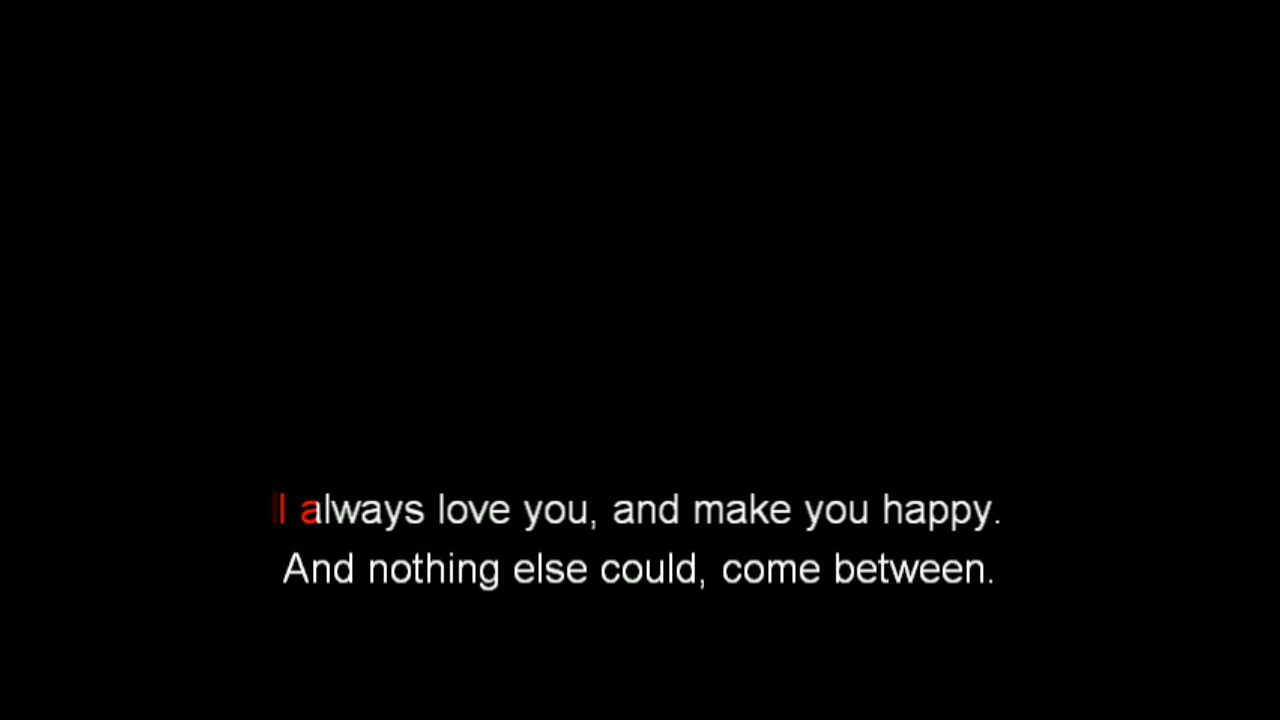 I always love you, and make you happy.
And nothing else could, come between.